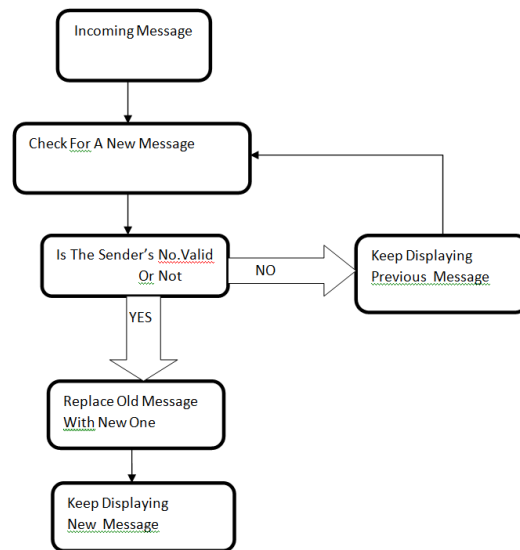 Incoming Message
Check For A New Message
Is The Sender's No.Valid
Or Not
NO
Keep Displaying
Previous Message
YES
Replace Old Message
With New One
Keep Displaying
New Message